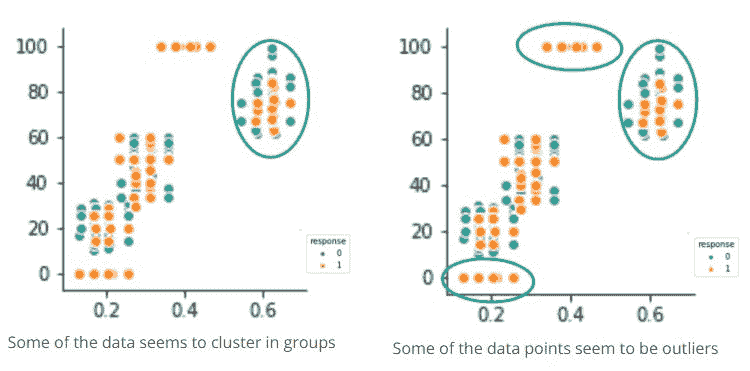 100
80
60
40
20
0
0.2 0.4 0.6
response
0
1
Some of the data seems to cluster in groups
100
80
60
40
20
0
0.2 0.4 0.6
response
0
1
Some of the data points seem to be outliers